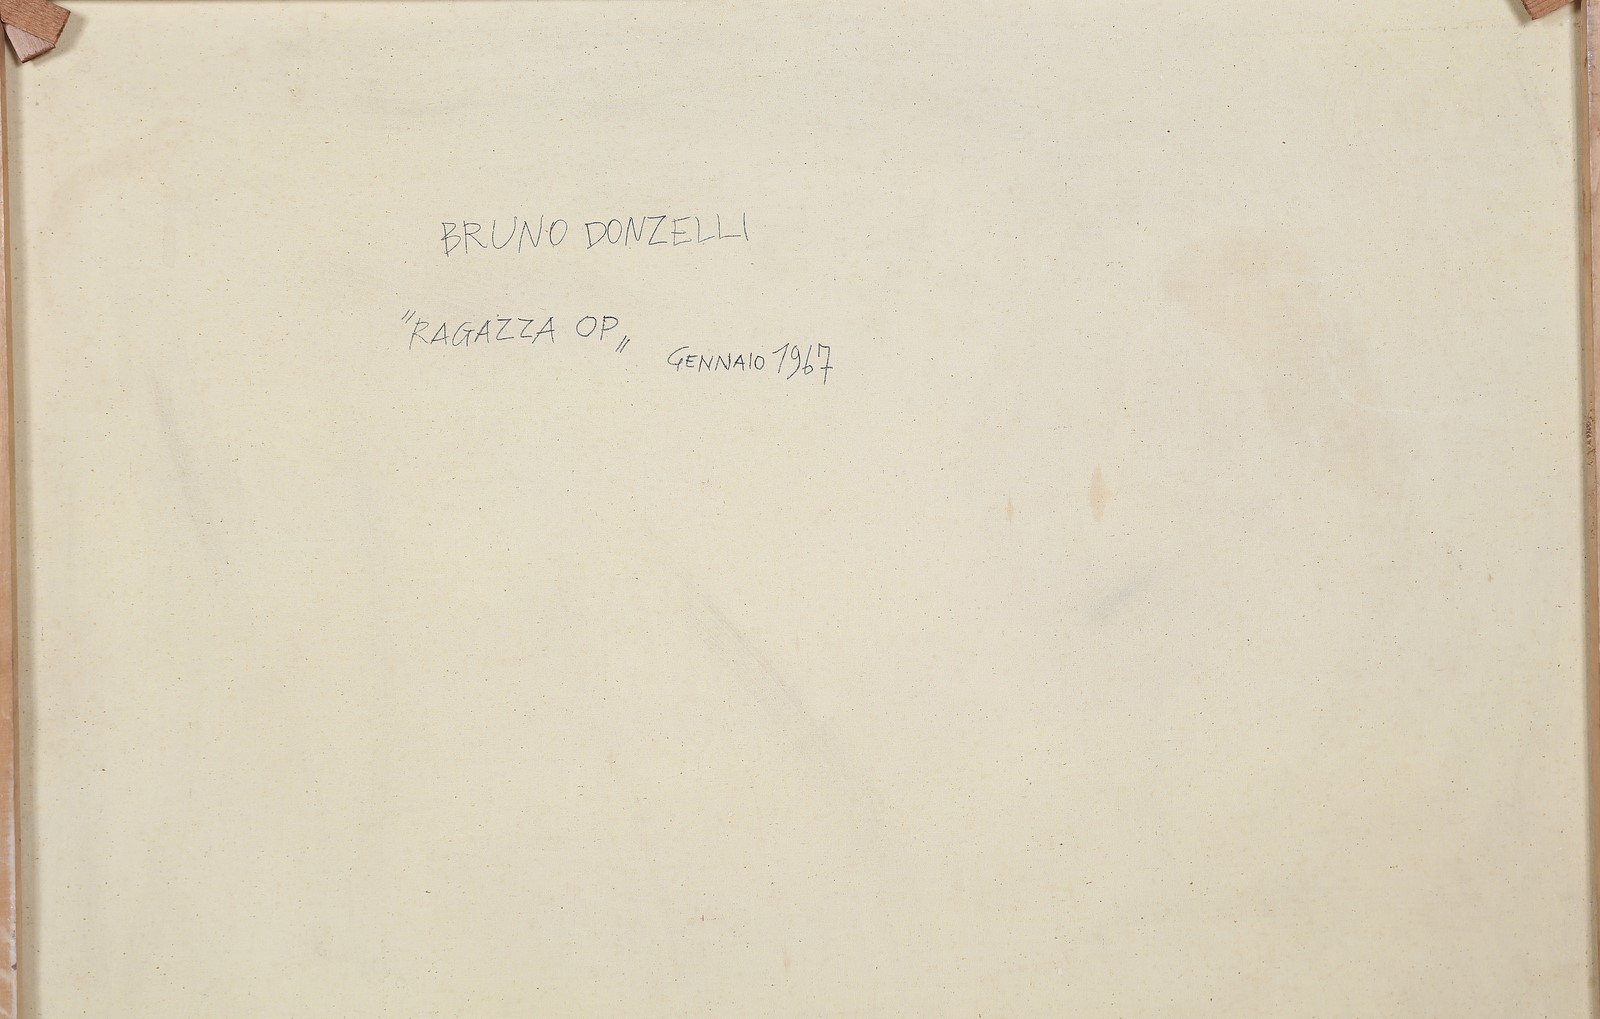 BRUNO DONZELLI
"RAGAZZA OP„
GENNAIO 1967